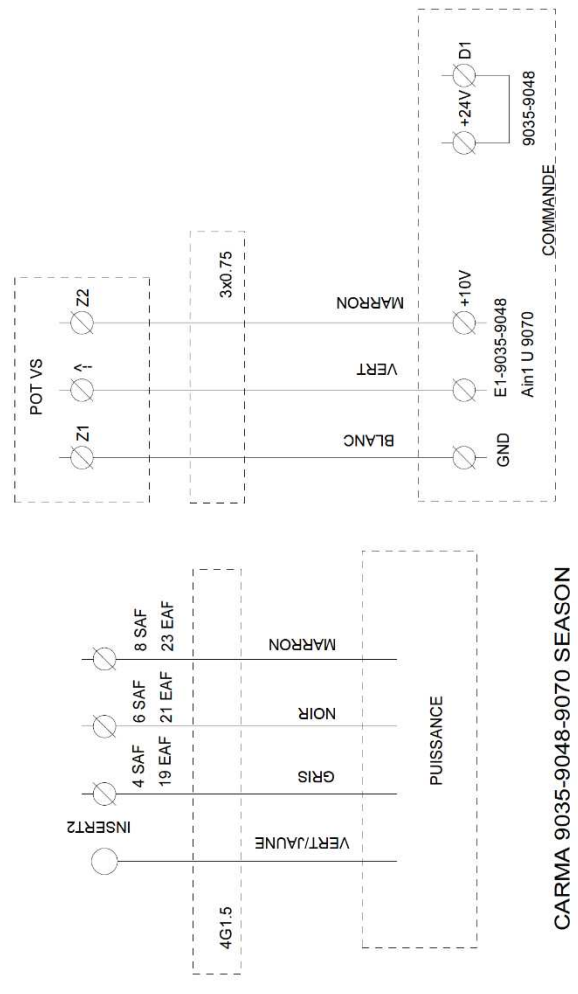 INSERT2
4 SAF
19 EAF
6 SAF
21 EAF
8 SAF
23 EAF
4G1.5
VERT/JAUNE
GRIS
NOIR
MARRON
PUISSANCE
POT VS
Z1
Z2
3x0.75
BLANC
VERT
MARRON
GND
E1-9035-9048
Ain1 U 9070
+10V
+24V
D1
9035-9048
COMMANDE
CARMA 9035-9048-9070 SEASON